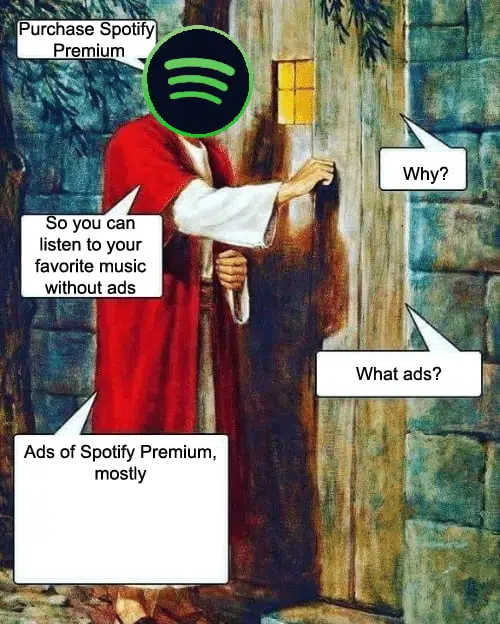 Purchase Spotify
Premium
Why?
So you can
listen to your
favorite music
without ads
What ads?
Ads of Spotify Premium,
mostly